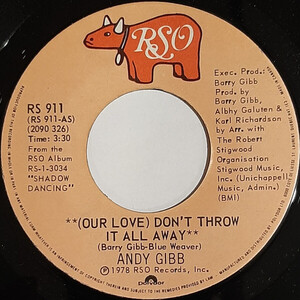 RSO
RS 911
(RS 911-AS)
(2090 326)
Time: 3:30
From the
RSO Album
RS-1-3034
"SHADOW
DANCING"
Exec. Prod.:
Barry Gibb
Prod. by
Barry Gibb,
Albhy Galuten &
Karl Richardson
by Arr. with
The Robert
Stigwood
Organisation
Stigwood Music,
Inc. (Unichappell
Music, Admin.)
(BMI)
**(OUR LOVE) DON'T THROW
IT ALL AWAY**
(Barry Gibb-Blue Weaver)
ANDY GIBB
℗ 1978 RSO Records, Inc.